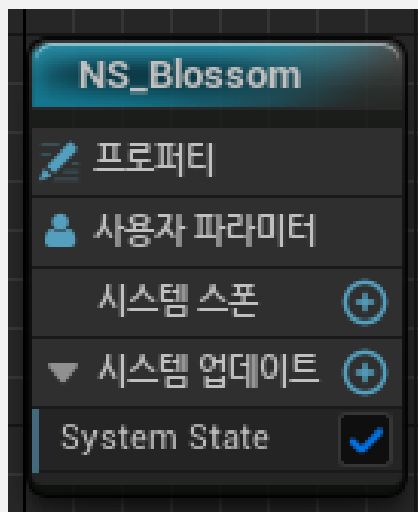 NS_Blossom
프로퍼티
사용자 파라미터
시스템 스폰
시스템 업데이트
System State